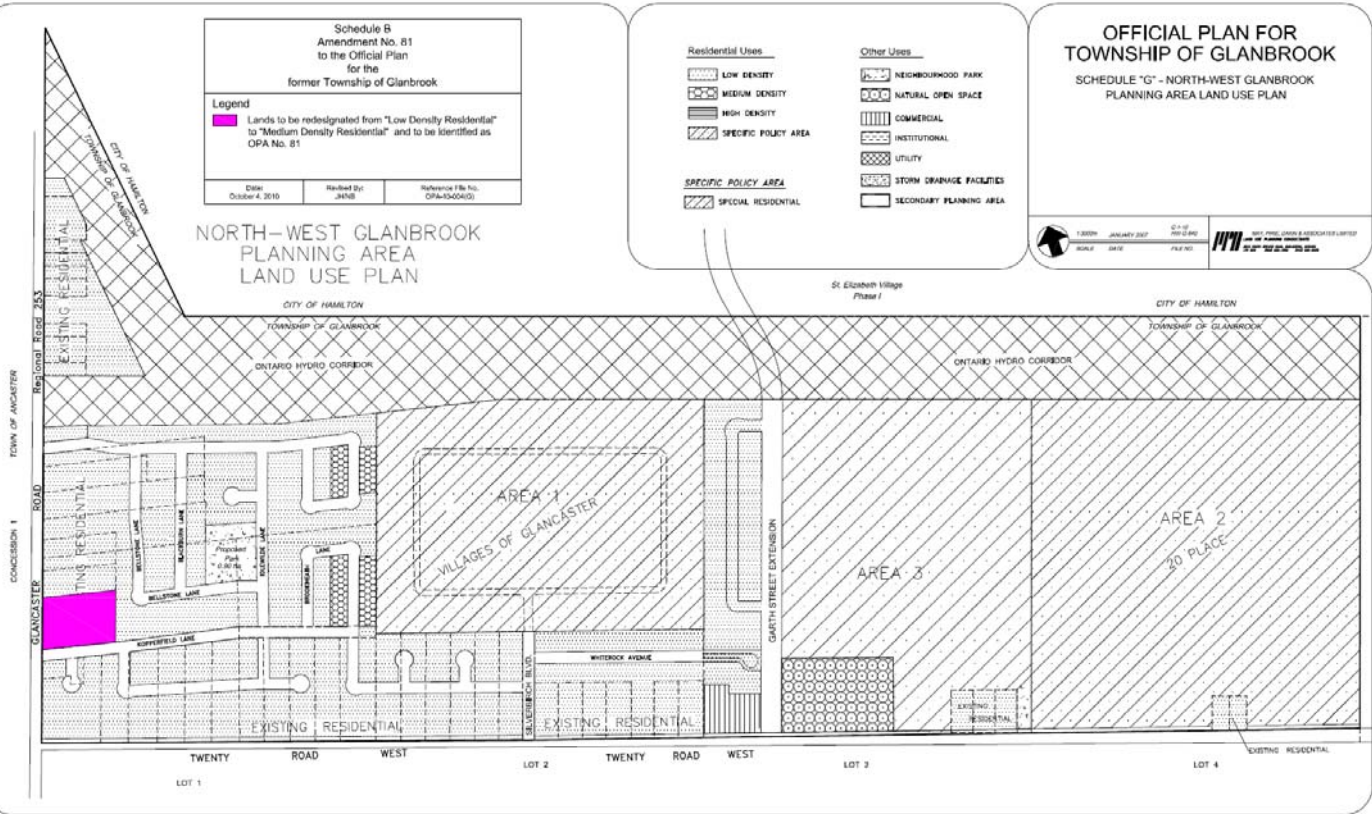 Schedule B
Amendment No. 81
to the Official Plan
for the
former Township of Glanbrook
Legend
Lands to be redesignated from "Low Density Residential"
to "Medium Density Residential" and to be identified as
OPA No. 81
Date:
October 4, 2010
Revised By:
Reference File No.
NORTH-WEST GLANBROOK
PLANNING AREA
LAND USE PLAN
Residential Uses
LOW DENSITY
MEDIUM DENSITY
HIGH DENSITY
SPECIFIC POLICY AREA
SPECIFIC POLICY AREA
SPECIAL RESIDENTIAL
Other Uses
NEIGHBOURHOOD PARK
NATURAL OPEN SPACE
COMMERCIAL
INSTITUTIONAL
UTILITY
STORM DRAINAGE FACILITIES
SECONDARY PLANNING AREA
OFFICIAL PLAN FOR
TOWNSHIP OF GLANBROOK
SCHEDULE "G" - NORTH-WEST GLANBROOK
PLANNING AREA LAND USE PLAN
JANUARY 2007
SCALE
DATE
FILE NO.
CITY OF HAMILTON
TOWNSHIP OF GLANBROOK
EXISTING RESIDENTIAL
Regional Road 253
TOWN OF ANCASTER
CONCESSION 1
GLANCASTER ROAD
CITY OF HAMILTON
TOWNSHIP OF GLANBROOK
ONTARIO HYDRO CORRIDOR
St. Elizabeth Village
Phase I
CITY OF HAMILTON
TOWNSHIP OF GLANBROOK
ONTARIO HYDRO CORRIDOR
EXISTING RESIDENTIAL
BELLSTONE LANE
BLACKBURN LANE
Proposed
Park
IDLEWILDE LANE
LANE
BELLSTONE LANE
KOPPERFIELD LANE
AREA 1
VILLAGES OF GLANCASTER
GARTH STREET EXTENSION
AREA 3
AREA 2
20 PLACE
SILVERBIRCH BLVD.
WHITEROCK AVENUE
EXISTING RESIDENTIAL
EXISTING RESIDENTIAL
EXISTING
RESIDENTIAL
EXISTING RESIDENTIAL
TWENTY ROAD WEST
TWENTY ROAD WEST
LOT 1
LOT 2
LOT 3
LOT 4